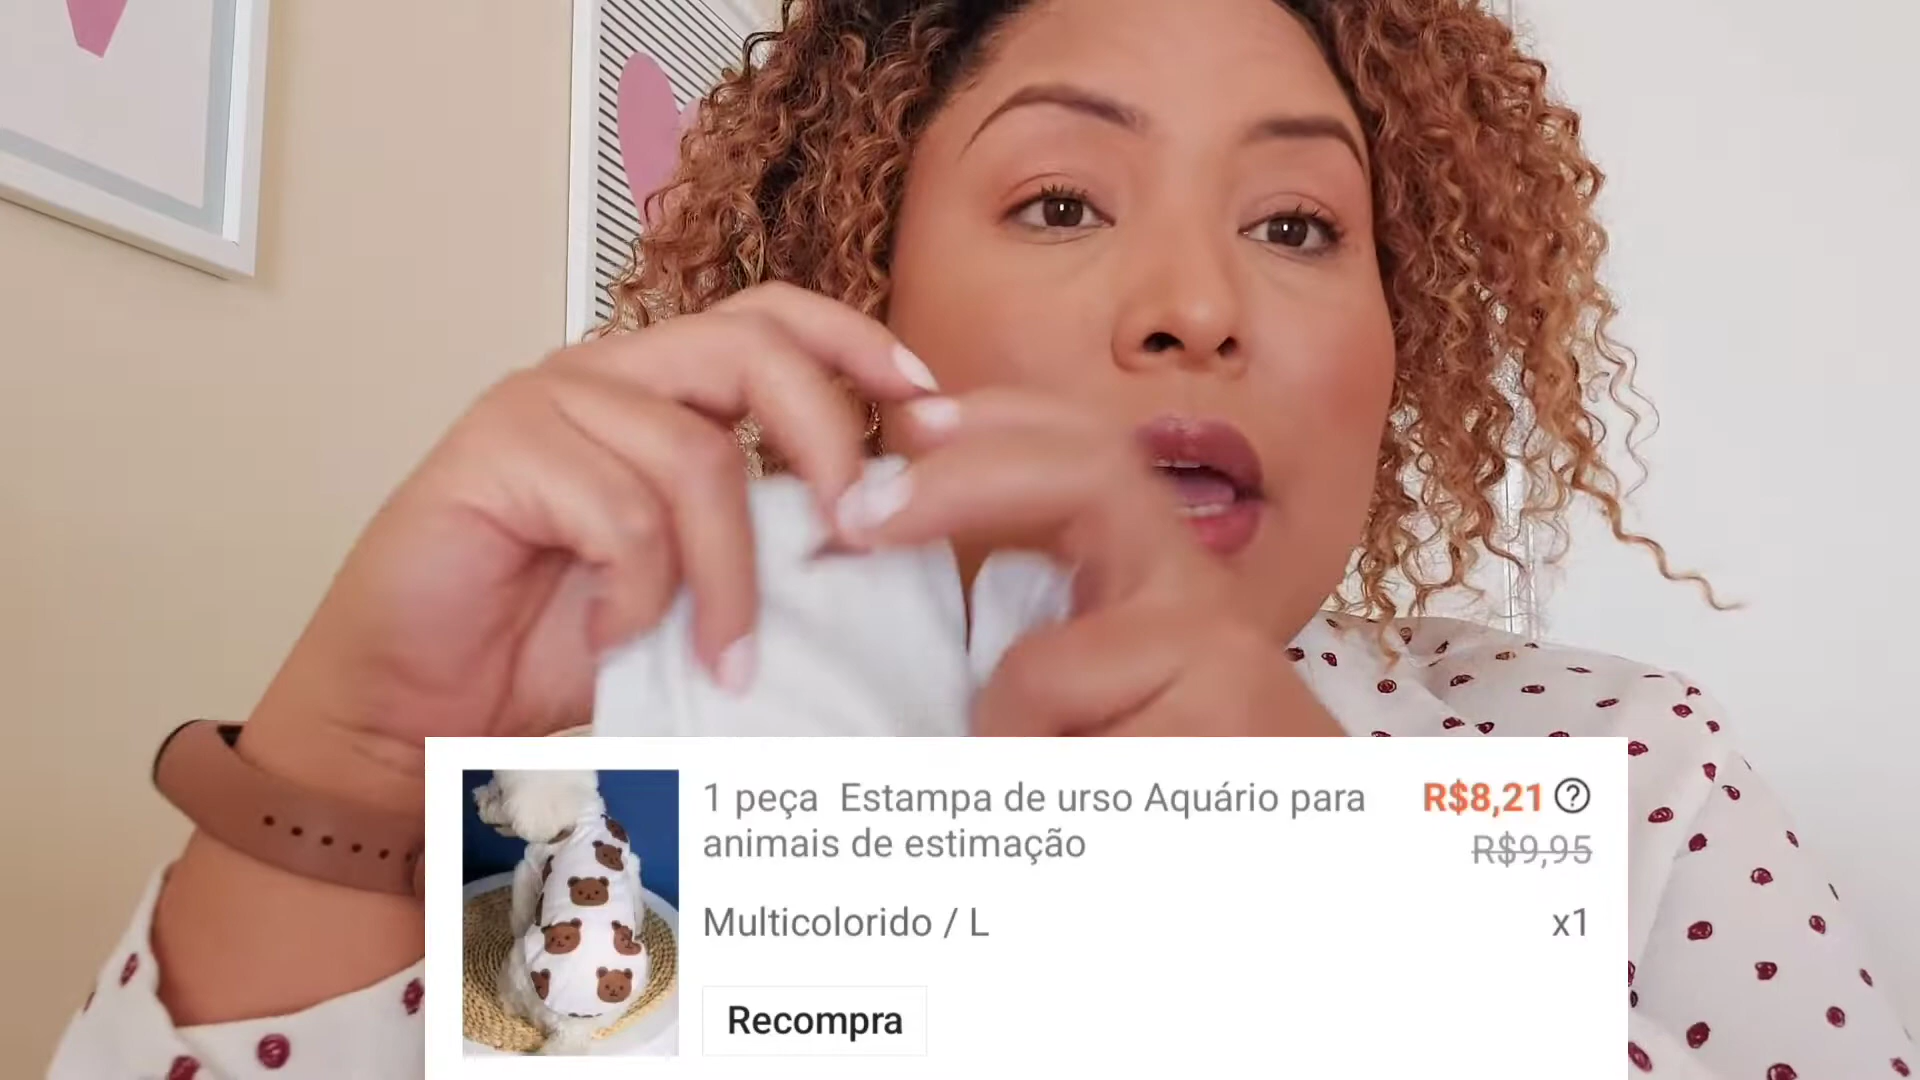 1 peça  Estampa de urso Aquário para
animais de estimação
R$8,21
R$9,95
Multicolorido / L
x1
Recompra